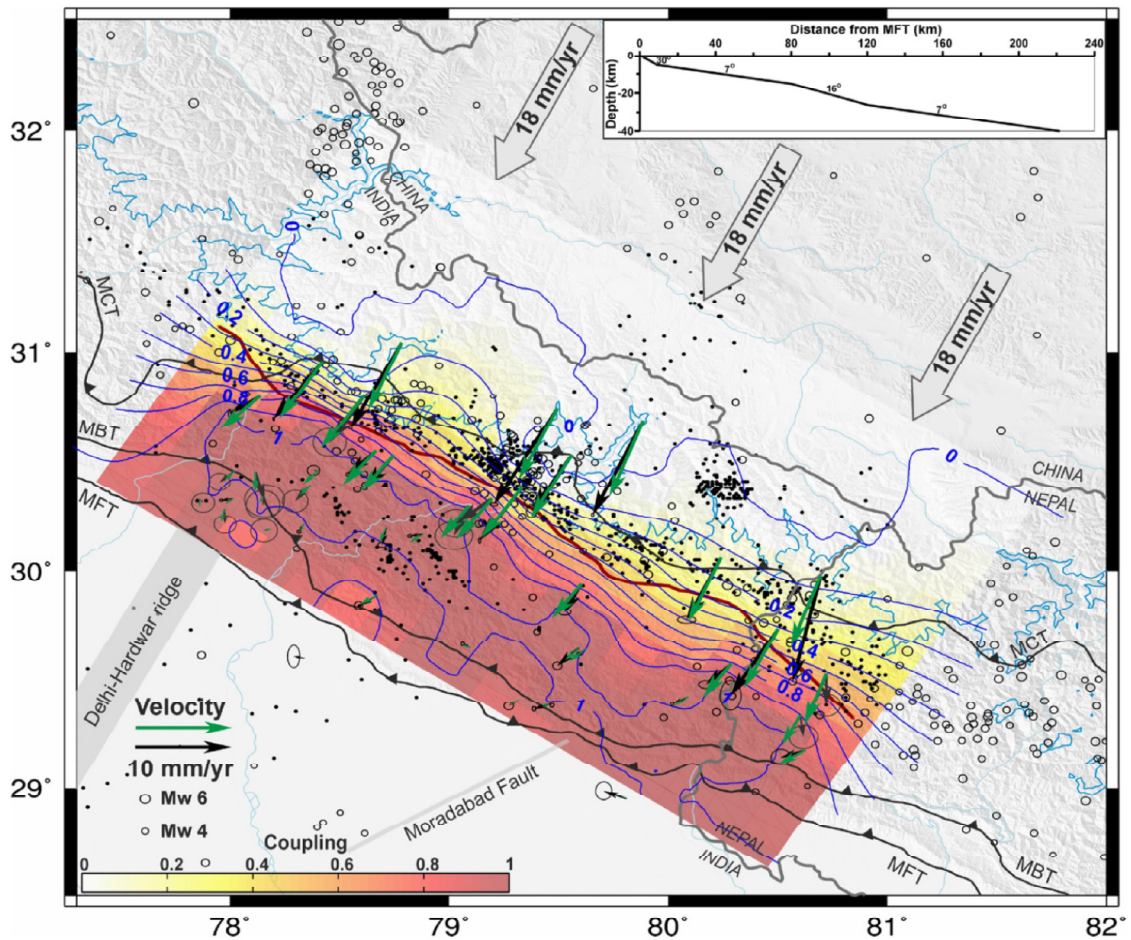 Distance from MFT (km)
0 40 80 120 160 200 240
Depth (km)
0
-20
-40
30°
7°
16°
7°
18 mm/yr
18 mm/yr
18 mm/yr
32°
31°
30°
29°
CHINA
INDIA
0
MCT
0.2
0.4
0.6
0.8
1
0
0
CHINA
NEPAL
MBT
MFT
0.2
0.4
0.6
0.8
1
MCT
1
Delhi-Hardwar ridge
Velocity
10 mm/yr
Mw 6
Mw 4
Moradabad Fault
NEPAL
INDIA
MFT
MBT
Coupling
0 0.2 0.4 0.6 0.8 1
78° 79° 80° 81° 82°